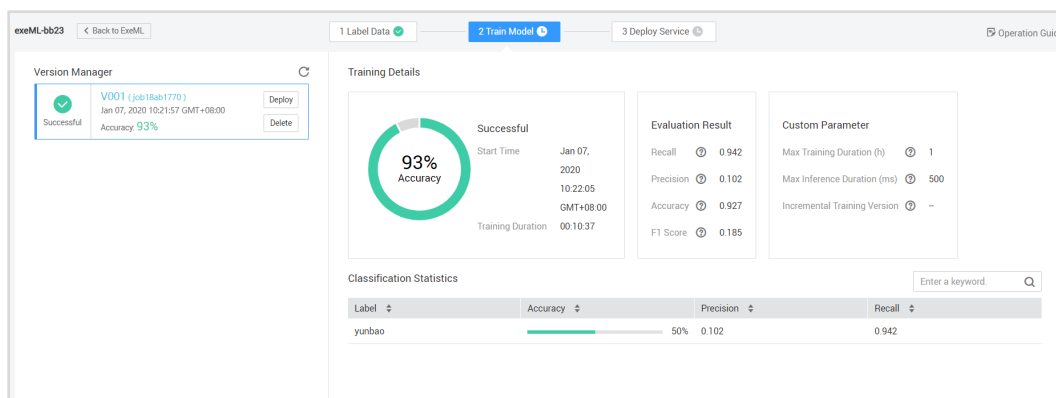 exeML-bb23
< Back to ExeML
1 Label Data
2 Train Model
3 Deploy Service
Operation Guid
Version Manager
Successful
V001 ( job18ab1770 )
Jan 07, 2020 10:21:57 GMT+08:00
Accuracy: 93%
Deploy
Delete
Training Details
93%
Accuracy
Successful
Start Time Jan 07,
2020
10:22:05
GMT+08:00
Training Duration 00:10:37
Evaluation Result
Recall ? 0.942
Precision ? 0.102
Accuracy ? 0.927
F1 Score ? 0.185
Custom Parameter
Max Training Duration (h) ? 1
Max Inference Duration (ms) ? 500
Incremental Training Version ? –
Classification Statistics
Enter a keyword.
Label Accuracy Precision Recall
yunbao 50% 0.102 0.942